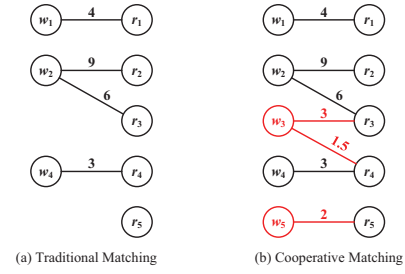 w₁ 4 r₁ w₁ 4 r₁
w₂ 9 r₂ w₂ 9 r₂
6 6
r₃ w₃ 3 r₃
1.5
w₄ 3 r₄ w₄ 3 r₄
r₅ w₅ 2 r₅
(a) Traditional Matching (b) Cooperative Matching